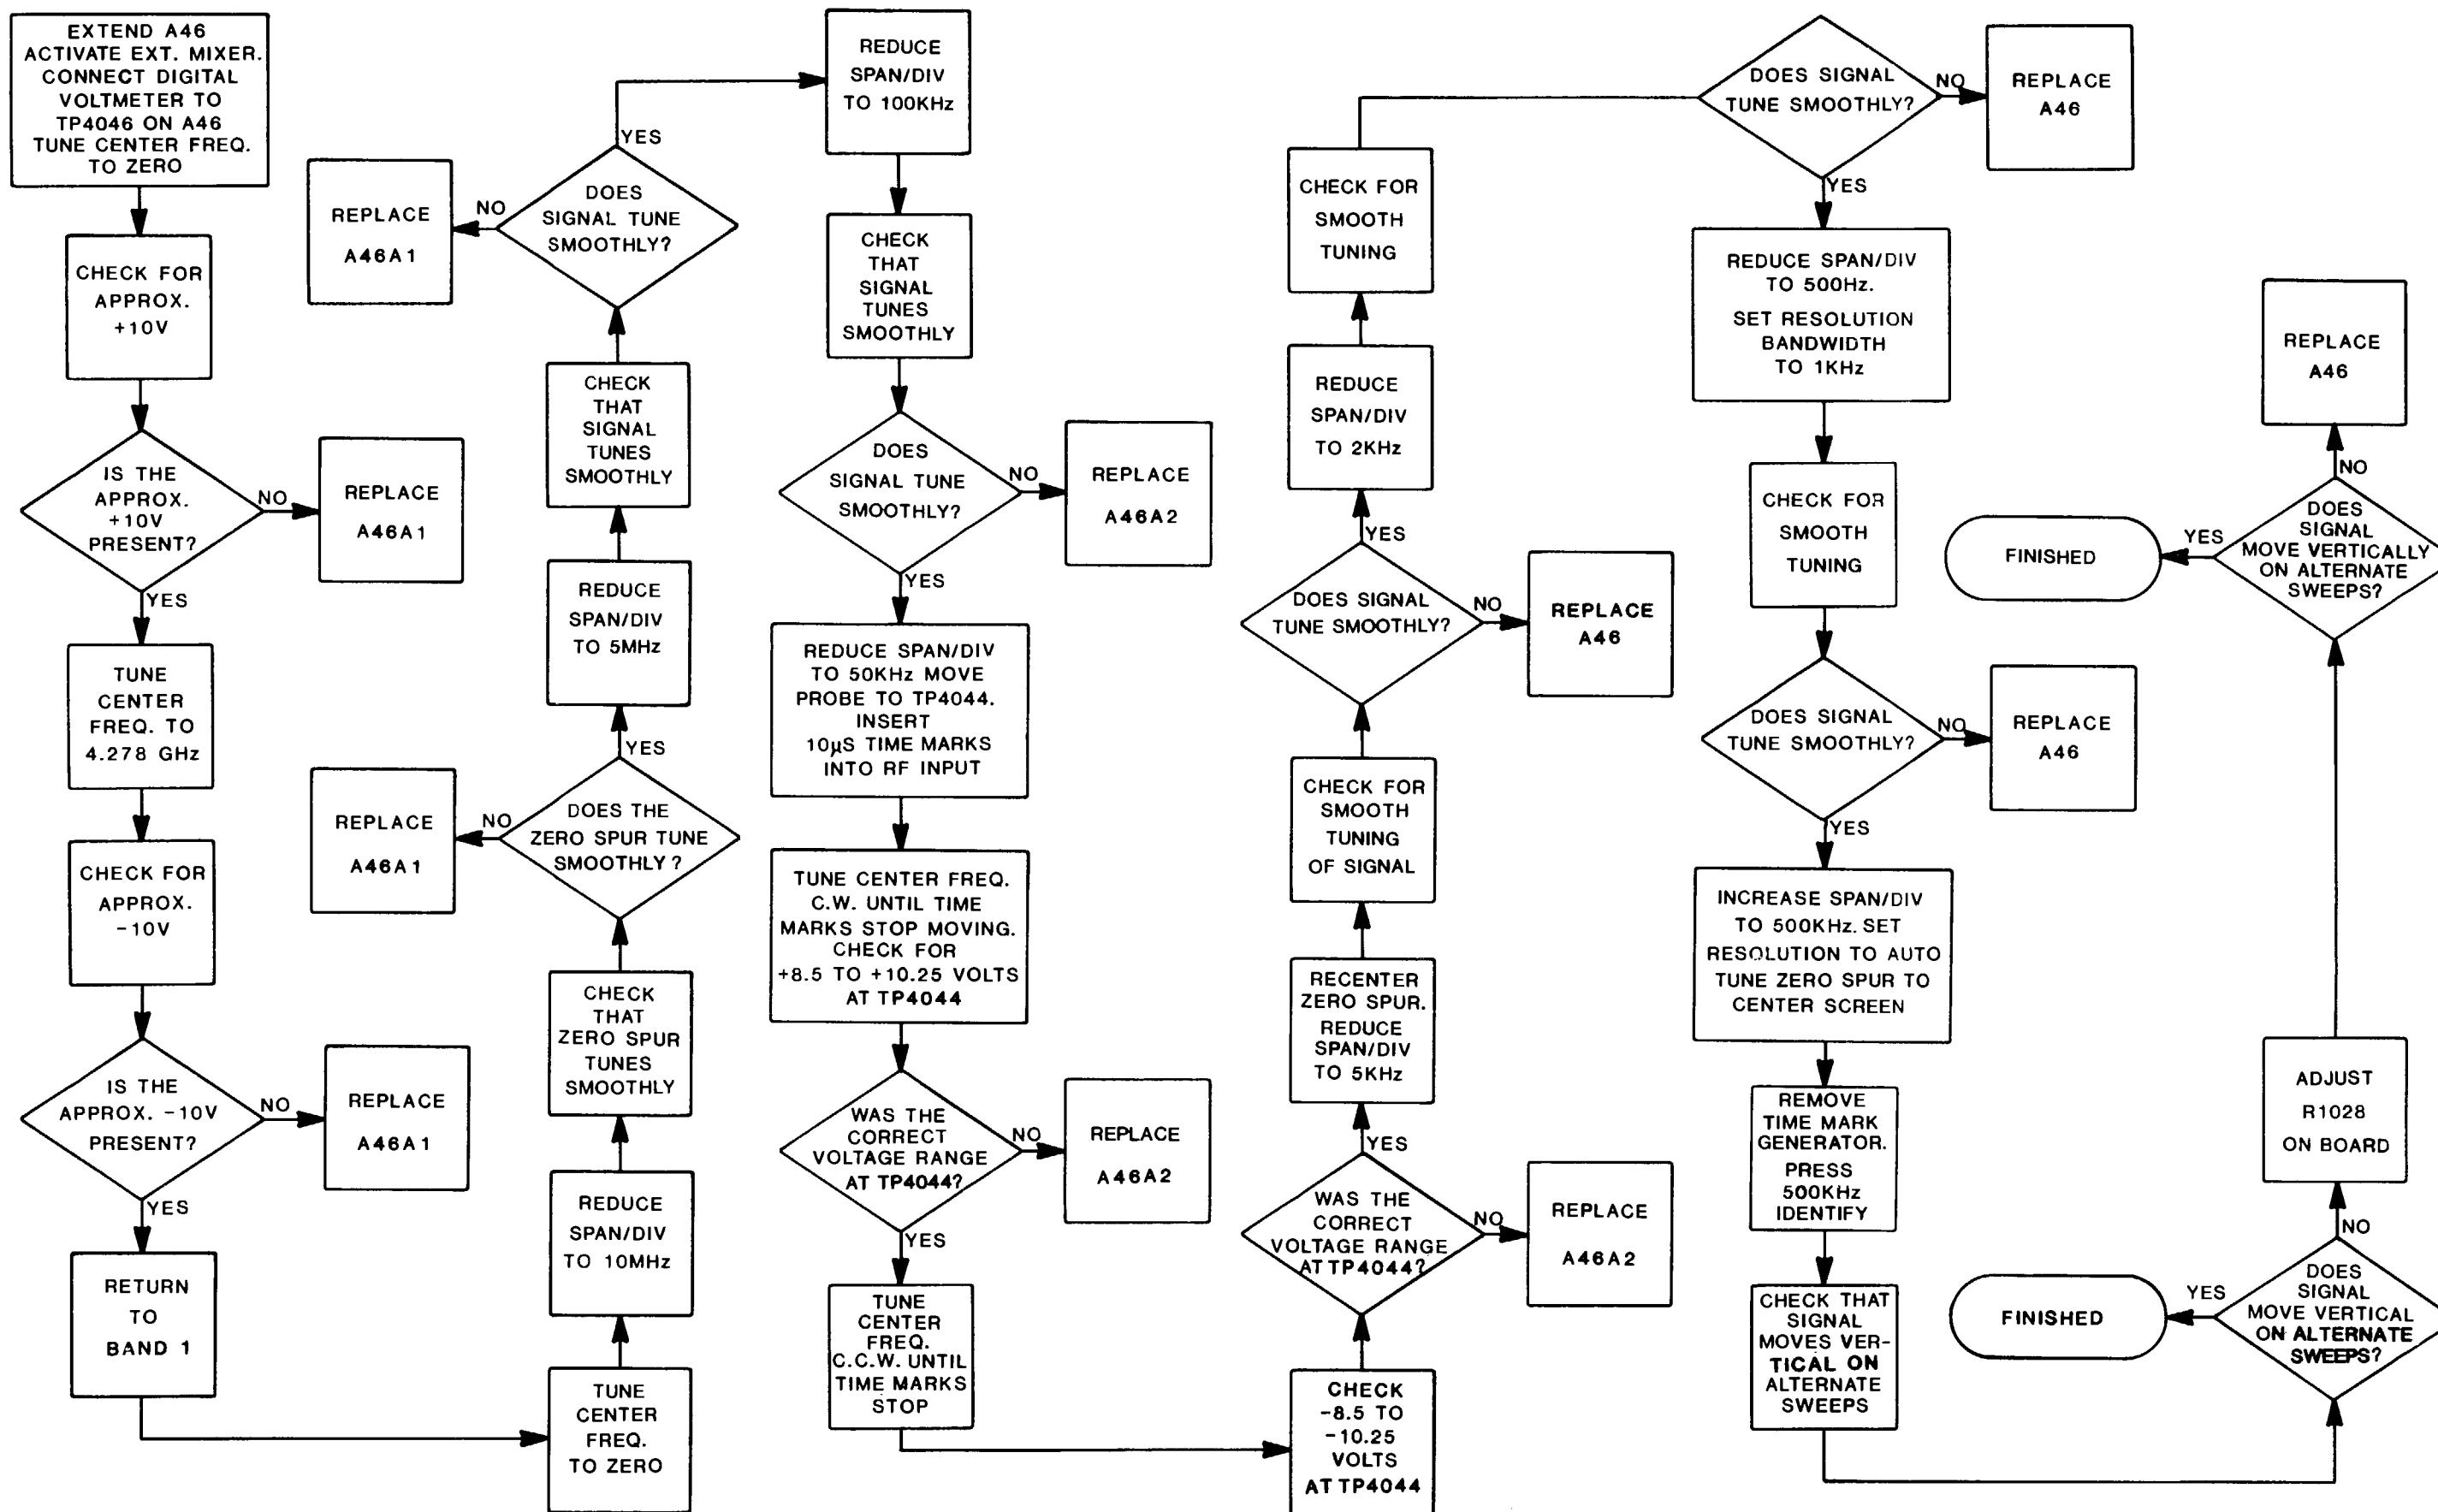 EXTEND A46
ACTIVATE EXT. MIXER.
CONNECT DIGITAL
VOLTMETER TO
TP4046 ON A46
TUNE CENTER FREQ.
TO ZERO
CHECK FOR
APPROX.
+10V
IS THE
APPROX.
+10V
PRESENT?
NO
REPLACE
A46A1
YES
TUNE
CENTER
FREQ. TO
4.278 GHz
CHECK FOR
APPROX.
-10V
IS THE
APPROX. -10V
PRESENT?
NO
REPLACE
A46A1
YES
RETURN
TO
BAND 1
TUNE
CENTER
FREQ.
TO ZERO
REDUCE
SPAN/DIV
TO 10MHz
CHECK
THAT
ZERO SPUR
TUNES
SMOOTHLY
DOES THE
ZERO SPUR TUNE
SMOOTHLY?
NO
REPLACE
A46A1
YES
REDUCE
SPAN/DIV
TO 5MHz
CHECK
THAT
SIGNAL
TUNES
SMOOTHLY
DOES
SIGNAL TUNE
SMOOTHLY?
NO
REPLACE
A46A1
YES
REDUCE
SPAN/DIV
TO 100KHz
CHECK
THAT
SIGNAL
TUNES
SMOOTHLY
DOES
SIGNAL TUNE
SMOOTHLY?
NO
REPLACE
A46A2
YES
REDUCE SPAN/DIV
TO 50KHz MOVE
PROBE TO TP4044.
INSERT
10µS TIME MARKS
INTO RF INPUT
TUNE CENTER FREQ.
C.W. UNTIL TIME
MARKS STOP MOVING.
CHECK FOR
+8.5 TO +10.25 VOLTS
AT TP4044
WAS THE
CORRECT
VOLTAGE RANGE
AT TP4044?
NO
REPLACE
A46A2
YES
TUNE
CENTER
FREQ.
C.C.W. UNTIL
TIME MARKS
STOP
CHECK
-8.5 TO
-10.25
VOLTS
AT TP4044
WAS THE
CORRECT
VOLTAGE RANGE
AT TP4044?
NO
REPLACE
A46A2
YES
RECENTER
ZERO SPUR.
REDUCE
SPAN/DIV
TO 5KHz
CHECK FOR
SMOOTH
TUNING
OF SIGNAL
DOES SIGNAL
TUNE SMOOTHLY?
NO
REPLACE
A46
YES
REDUCE
SPAN/DIV
TO 2KHz
CHECK FOR
SMOOTH
TUNING
DOES SIGNAL
TUNE SMOOTHLY?
NO
REPLACE
A46
YES
REDUCE SPAN/DIV
TO 500Hz.
SET RESOLUTION
BANDWIDTH
TO 1KHz
CHECK FOR
SMOOTH
TUNING
DOES SIGNAL
TUNE SMOOTHLY?
NO
REPLACE
A46
YES
INCREASE SPAN/DIV
TO 500KHz. SET
RESOLUTION TO AUTO
TUNE ZERO SPUR TO
CENTER SCREEN
REMOVE
TIME MARK
GENERATOR.
PRESS
500KHz
IDENTIFY
CHECK THAT
SIGNAL
MOVES VER-
TICAL ON
ALTERNATE
SWEEPS
DOES
SIGNAL
MOVE VERTICAL
ON ALTERNATE
SWEEPS?
YES
FINISHED
NO
ADJUST
R1028
ON BOARD
DOES
SIGNAL
MOVE VERTICALLY
ON ALTERNATE
SWEEPS?
YES
FINISHED
NO
REPLACE
A46